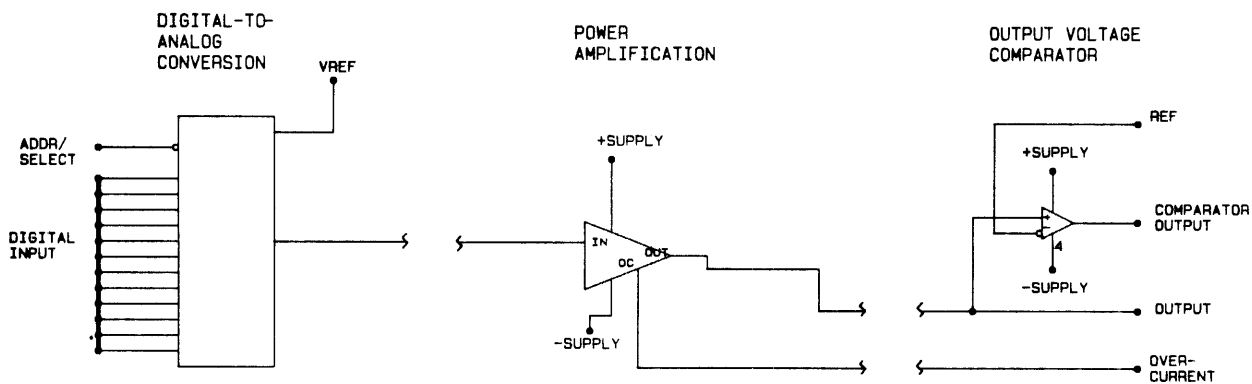 DIGITAL-TO-
ANALOG
CONVERSION
VREF
ADDR/
SELECT
DIGITAL
INPUT
POWER
AMPLIFICATION
+SUPPLY
IN
OUT
OC
-SUPPLY
OUTPUT VOLTAGE
COMPARATOR
REF
+SUPPLY
+
-
A
COMPARATOR
OUTPUT
-SUPPLY
OUTPUT
OVER-
CURRENT